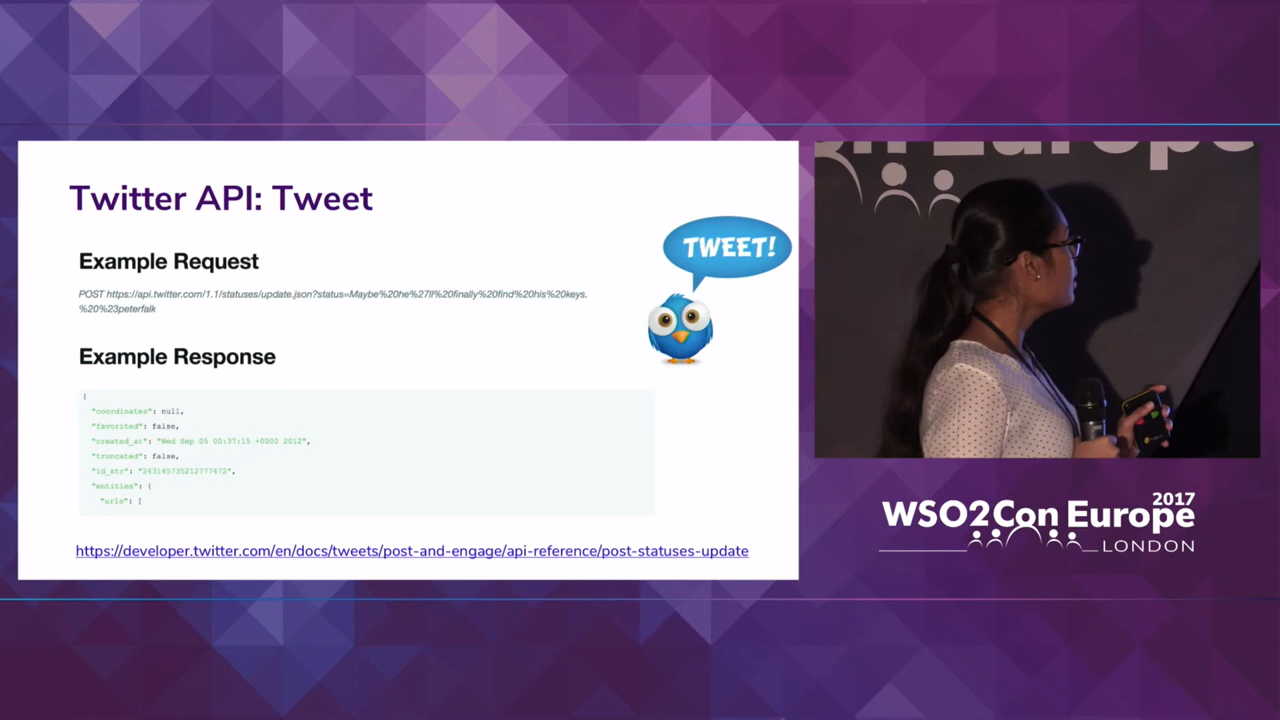 Twitter API: Tweet
TWEET!
Example Request
POST https://api.twitter.com/1.1/statuses/update.json?status=Maybe%20he%27ll%20finally%20find%20his%20keys.
%20%23peterfalk
Example Response
{
"coordinates": null,
"favorited": false,
"created_at": "Wed Sep 05 00:37:15 +0000 2012",
"truncated": false,
"id_str": "243145735212777472",
"entities": {
"urls": [
https://developer.twitter.com/en/docs/tweets/post-and-engage/api-reference/post-statuses-update
n Europe
2017
WSO2Con Europe
LONDON